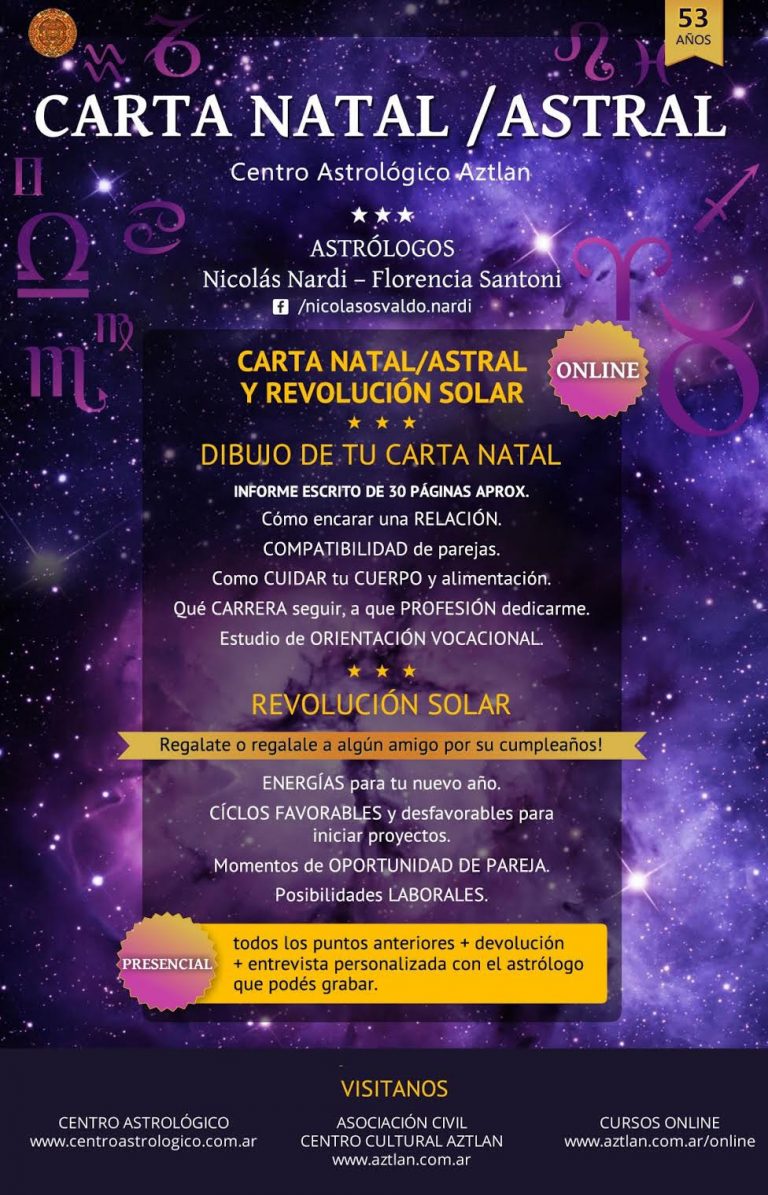 53
AÑOS
CARTA NATAL /ASTRAL
Centro Astrológico Aztlan
ASTRÓLOGOS
Nicolás Nardi – Florencia Santoni
/nicolasosvaldo.nardi
CARTA NATAL/ASTRAL
Y REVOLUCIÓN SOLAR
ONLINE
DIBUJO DE TU CARTA NATAL
INFORME ESCRITO DE 30 PÁGINAS APROX.
Cómo encarar una RELACIÓN.
COMPATIBILIDAD de parejas.
Como CUIDAR tu CUERPO y alimentación.
Qué CARRERA seguir, a que PROFESIÓN dedicarme.
Estudio de ORIENTACIÓN VOCACIONAL.
REVOLUCIÓN SOLAR
Regalate o regalale a algún amigo por su cumpleaños!
ENERGÍAS para tu nuevo año.
CÍCLOS FAVORABLES y desfavorables para
iniciar proyectos.
Momentos de OPORTUNIDAD DE PAREJA.
Posibilidades LABORALES.
PRESENCIAL
todos los puntos anteriores + devolución
+ entrevista personalizada con el astrólogo
que podés grabar.
VISITANOS
CENTRO ASTROLÓGICO
www.centroastrologico.com.ar
ASOCIACIÓN CIVIL
CENTRO CULTURAL AZTLAN
www.aztlan.com.ar
CURSOS ONLINE
www.aztlan.com.ar/online